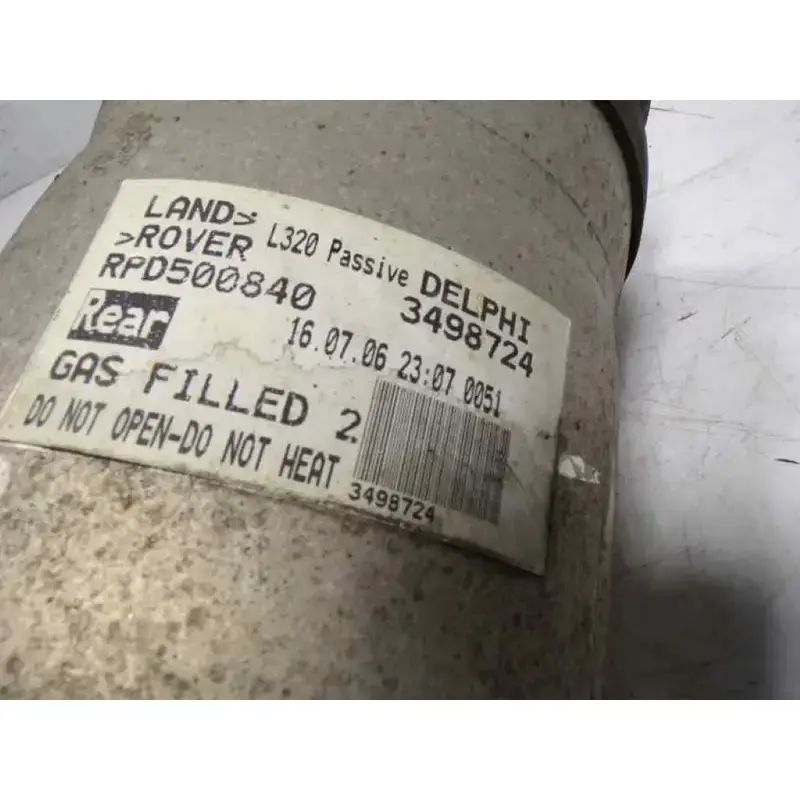 LAND>
>ROVER L320 Passive DELPHI
RPD500840 3498724
Rear 16.07.06 23:07 0051
GAS FILLED 2
DO NOT OPEN-DO NOT HEAT
3498724